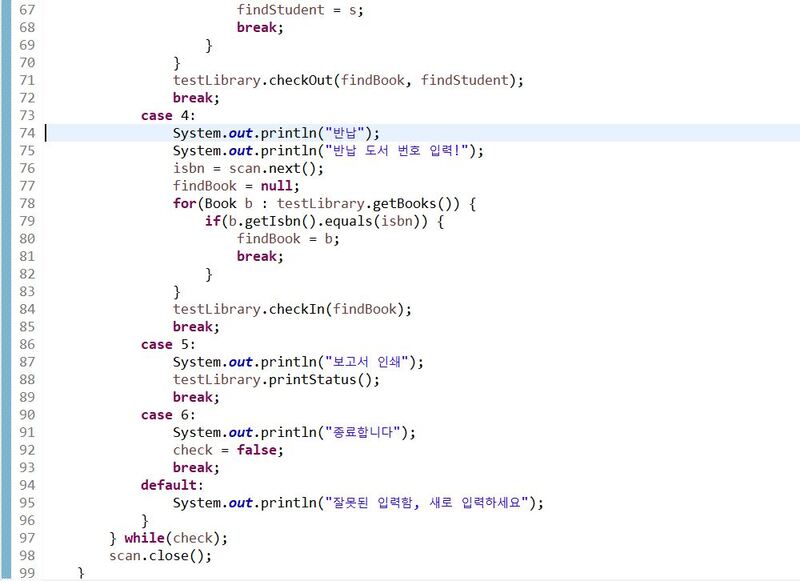 67 findStudent = s;
68 break;
69 }
70 }
71 testLibrary.checkOut(findBook, findStudent);
72 break;
73 case 4:
74 System.out.println("반납");
75 System.out.println("반납 도서 번호 입력!");
76 isbn = scan.next();
77 findBook = null;
78 for(Book b : testLibrary.getBooks()) {
79 if(b.getIsbn().equals(isbn)) {
80 findBook = b;
81 break;
82 }
83 }
84 testLibrary.checkIn(findBook);
85 break;
86 case 5:
87 System.out.println("보고서 인쇄");
88 testLibrary.printStatus();
89 break;
90 case 6:
91 System.out.println("종료합니다");
92 check = false;
93 break;
94 default:
95 System.out.println("잘못된 입력함, 새로 입력하세요");
96 }
97 } while(check);
98 scan.close();
99 }